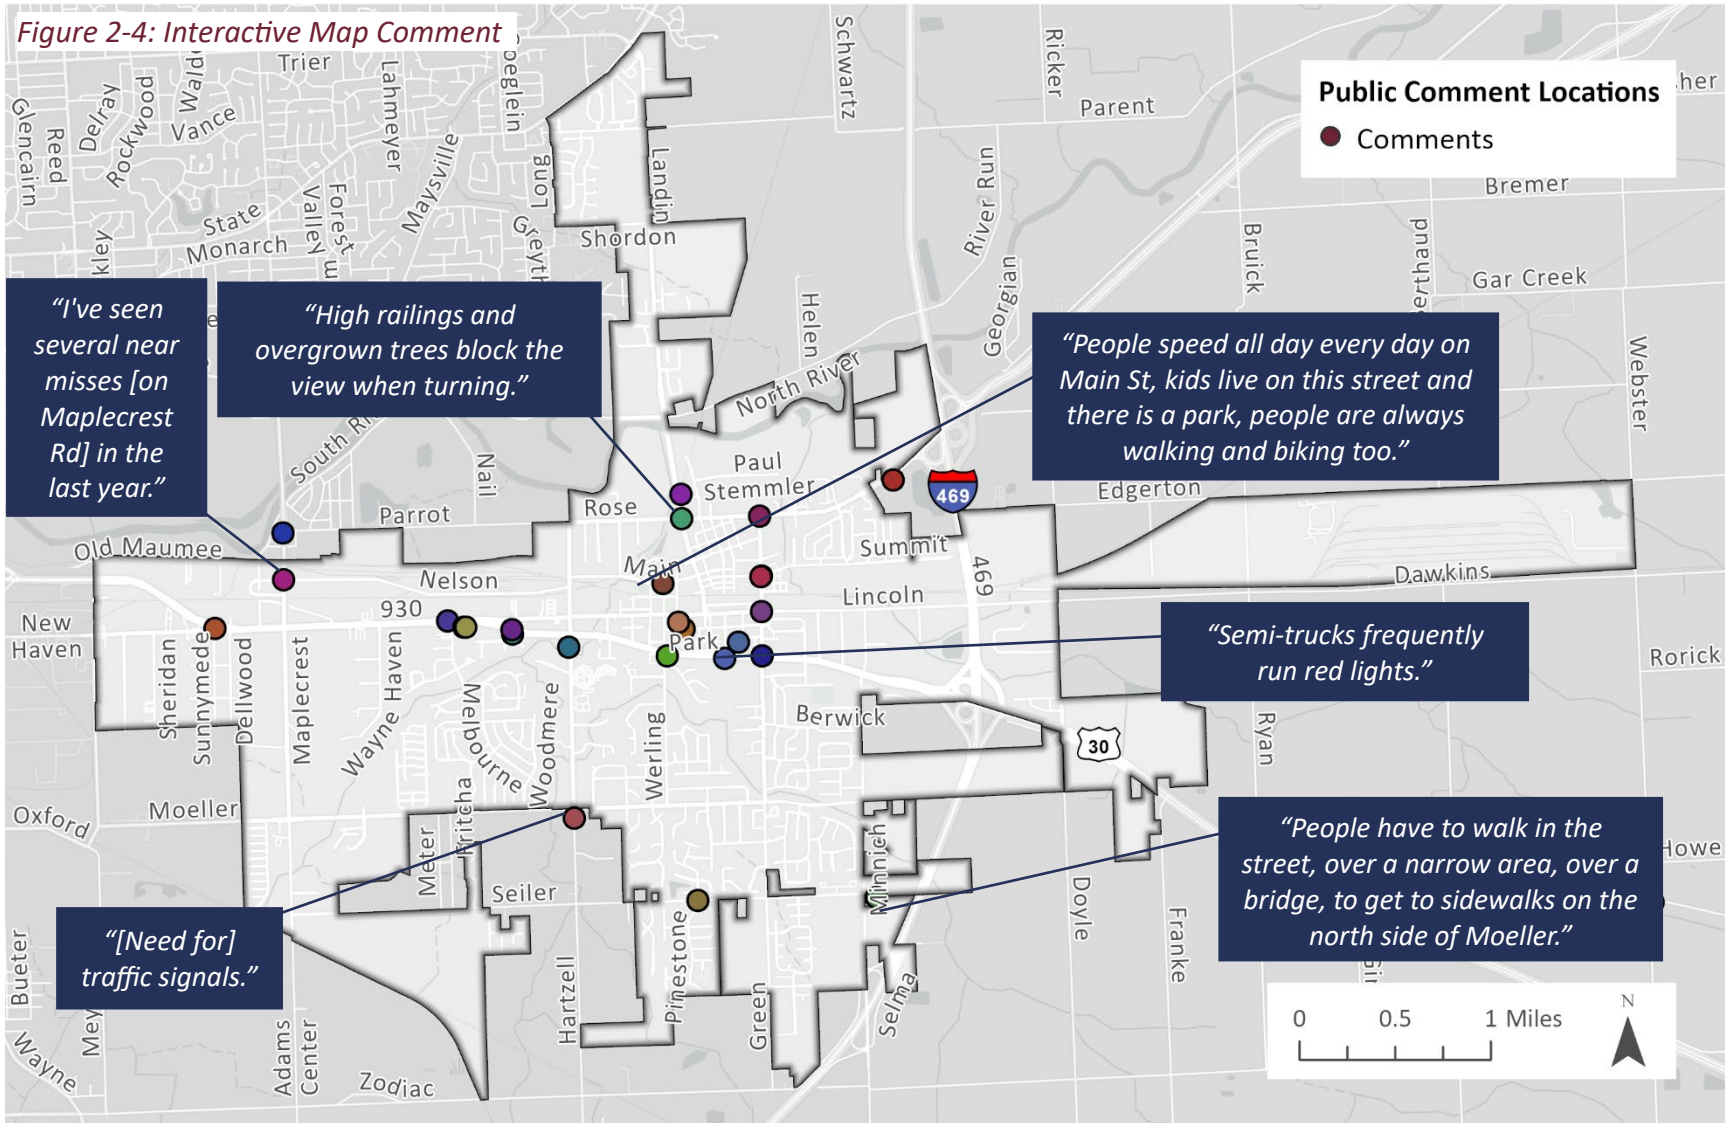 Figure 2-4: Interactive Map Comment
Public Comment Locations
Comments
Trier
Lahmeyer
Schwartz
Ricker
Parent
Glencairn
Reed
Delray
Rockwood
Vance
Maysville
Long
Landin
River Run
Bremer
State
Monarch
Valley
Forest
Shordon
Georgian
Bruick
Gar Creek
Helen
Webster
North River
“I've seen
several near
misses [on
Maplecrest
Rd] in the
last year.”
“High railings and
overgrown trees block the
view when turning.”
“People speed all day every day on
Main St, kids live on this street and
there is a park, people are always
walking and biking too.”
Nail
Paul
Stemmler
Rose
Parrot
469
Edgerton
Old Maumee
Summit
Main
Nelson
469
Dawkins
930
Lincoln
New
Haven
Park
“Semi-trucks frequently
run red lights.”
Rorick
Sheridan
Sunnymede
Dellwood
Maplecrest
Wayne Haven
Melbourne
Woodmere
Werling
Berwick
30
Ryan
Moeller
Oxford
Meter
Fritcha
Minnich
“People have to walk in the
street, over a narrow area, over a
bridge, to get to sidewalks on the
north side of Moeller.”
Howe
Seiler
“[Need for]
traffic signals.”
Bueter
Adams
Center
Hartzell
Pinestone
Green
Selma
Doyle
Franke
Wayne
Zodiac
0 0.5 1 Miles
N